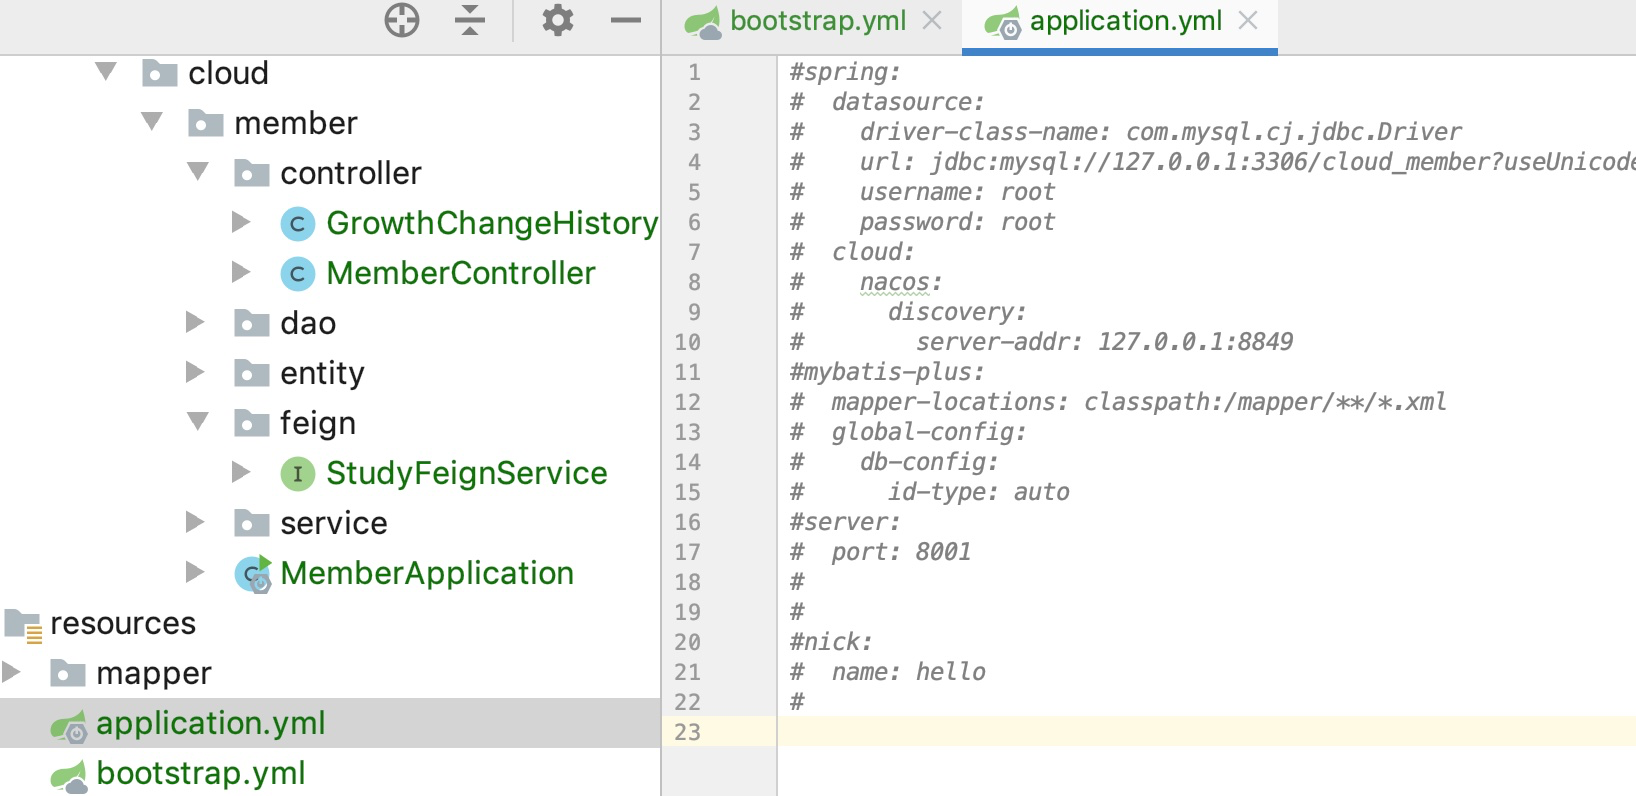 bootstrap.yml
application.yml
cloud
member
controller
GrowthChangeHistory
MemberController
dao
entity
feign
StudyFeignService
service
MemberApplication
resources
mapper
application.yml
bootstrap.yml
1 #spring:
2 #  datasource:
3 #    driver-class-name: com.mysql.cj.jdbc.Driver
4 #    url: jdbc:mysql://127.0.0.1:3306/cloud_member?useUnicode
5 #    username: root
6 #    password: root
7 #  cloud:
8 #    nacos:
9 #      discovery:
10 #        server-addr: 127.0.0.1:8849
11 #mybatis-plus:
12 #  mapper-locations: classpath:/mapper/**/*.xml
13 #  global-config:
14 #    db-config:
15 #      id-type: auto
16 #server:
17 #  port: 8001
18 #
19 #
20 #nick:
21 #  name: hello
22 #
23